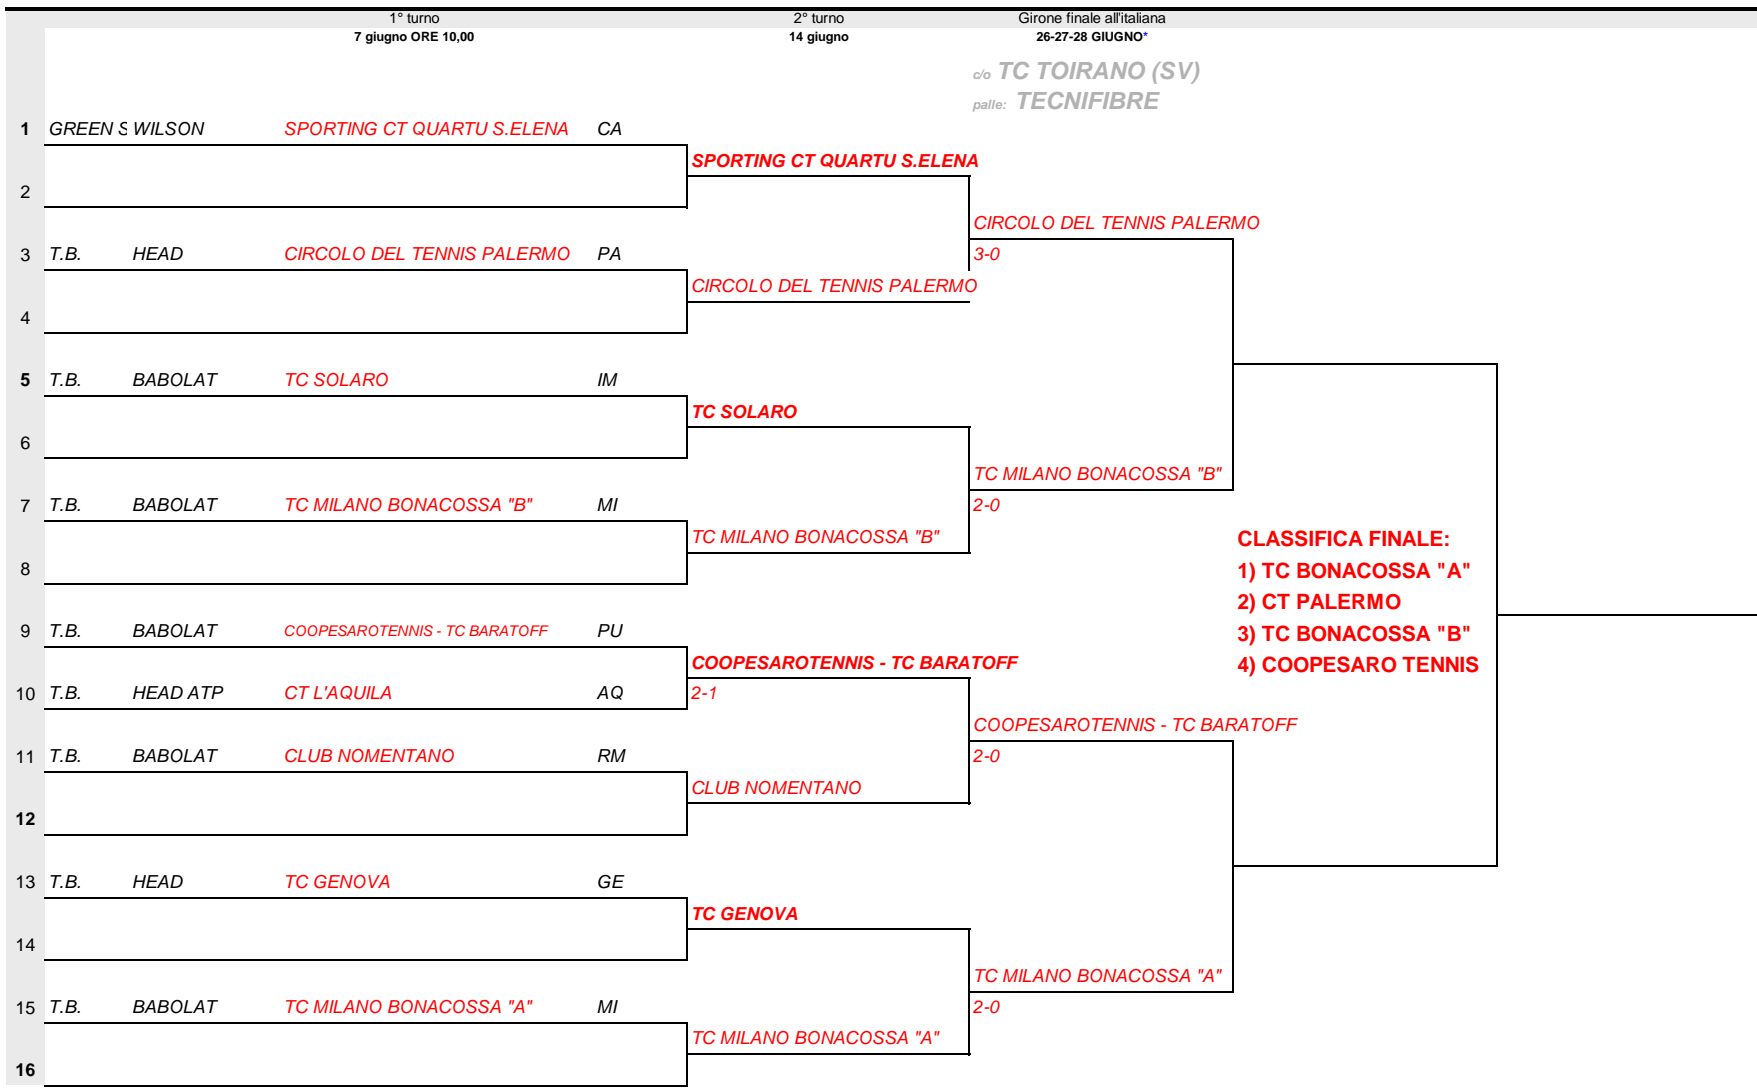 1° turno 2° turno Girone finale all'italiana
7 giugno ORE 10,00 14 giugno 26-27-28 GIUGNO*
c/o TC TOIRANO (SV)
palle: TECNIFIBRE
1 GREEN S WILSON SPORTING CT QUARTU S.ELENA CA
SPORTING CT QUARTU S.ELENA
2
CIRCOLO DEL TENNIS PALERMO
3 T.B. HEAD CIRCOLO DEL TENNIS PALERMO PA 3-0
CIRCOLO DEL TENNIS PALERMO
4
5 T.B. BABOLAT TC SOLARO IM
TC SOLARO
6
TC MILANO BONACOSSA "B"
7 T.B. BABOLAT TC MILANO BONACOSSA "B" MI 2-0
TC MILANO BONACOSSA "B" CLASSIFICA FINALE:
8 1) TC BONACOSSA "A"
2) CT PALERMO
9 T.B. BABOLAT COOPESAROTENNIS - TC BARATOFF PU 3) TC BONACOSSA "B"
COOPESAROTENNIS - TC BARATOFF 4) COOPESARO TENNIS
10 T.B. HEAD ATP CT L'AQUILA AQ 2-1
COOPESAROTENNIS - TC BARATOFF
11 T.B. BABOLAT CLUB NOMENTANO RM 2-0
CLUB NOMENTANO
12
13 T.B. HEAD TC GENOVA GE
TC GENOVA
14
TC MILANO BONACOSSA "A"
15 T.B. BABOLAT TC MILANO BONACOSSA "A" MI 2-0
TC MILANO BONACOSSA "A"
16